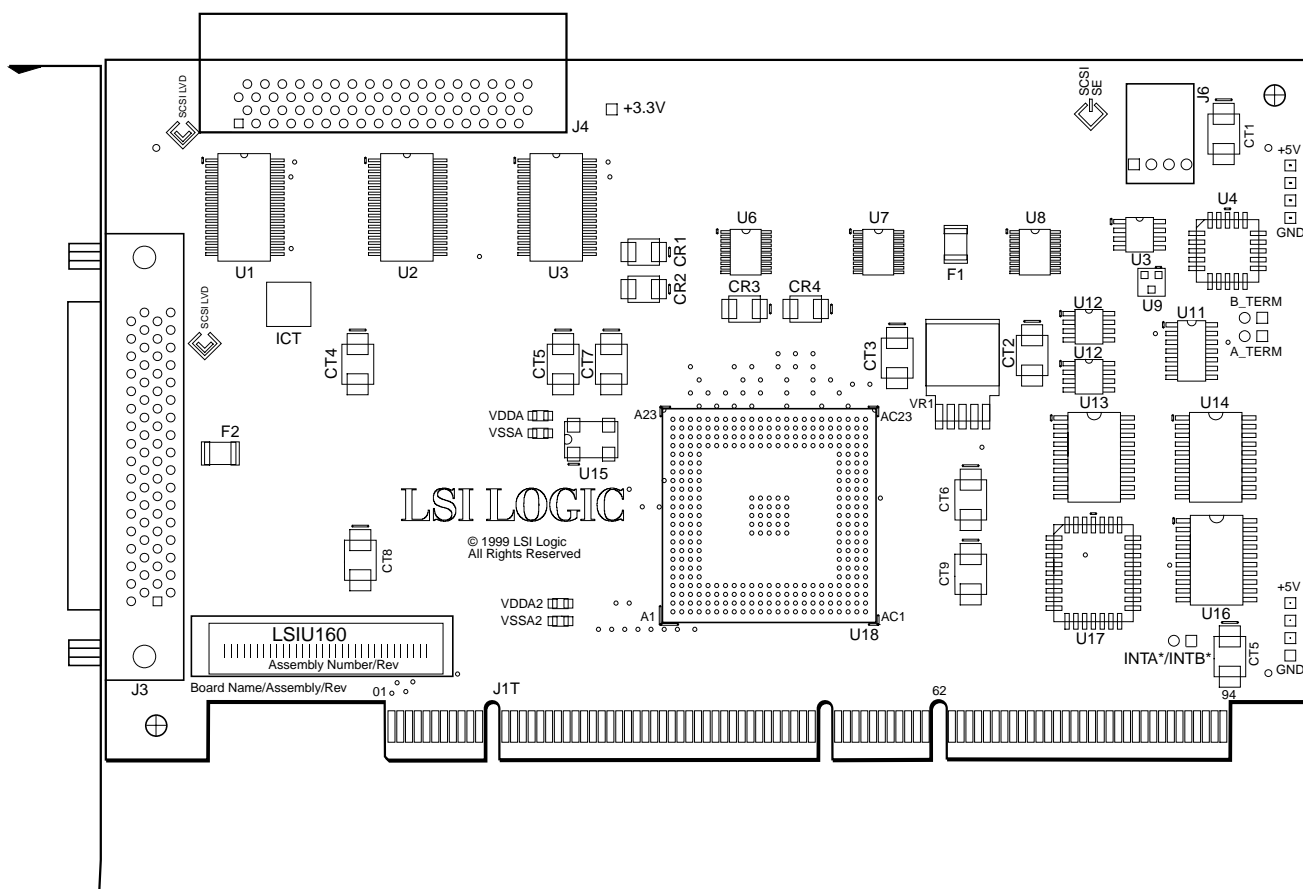 SCSI LVD
J4
+3.3V
SCSI
SE
J6
CT1
+5V
GND
U1
U2
U3
CR1
CR2
U6
U7
F1
U8
U3
U4
U9
B_TERM
A_TERM
SCSI LVD
ICT
CR3
CR4
U12
U11
CT4
CT5
CT7
CT3
CT2
U12
VR1
VDDA
VSSA
A23
AC23
U13
U14
F2
U15
LSI LOGIC
© 1999 LSI Logic
All Rights Reserved
CT6
CT8
CT9
VDDA2
VSSA2
A1
AC1
U18
U17
U16
+5V
GND
LSIU160
Assembly Number/Rev
INTA*/INTB*
CT5
J3
Board Name/Assembly/Rev
01
J1T
62
94